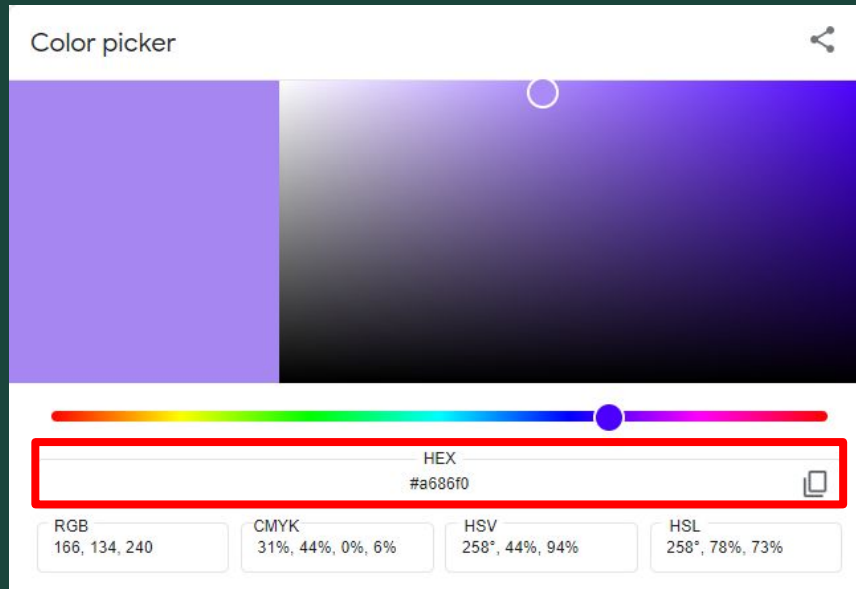 Color picker
HEX
#a686f0
RGB
166, 134, 240
CMYK
31%, 44%, 0%, 6%
HSV
258°, 44%, 94%
HSL
258°, 78%, 73%